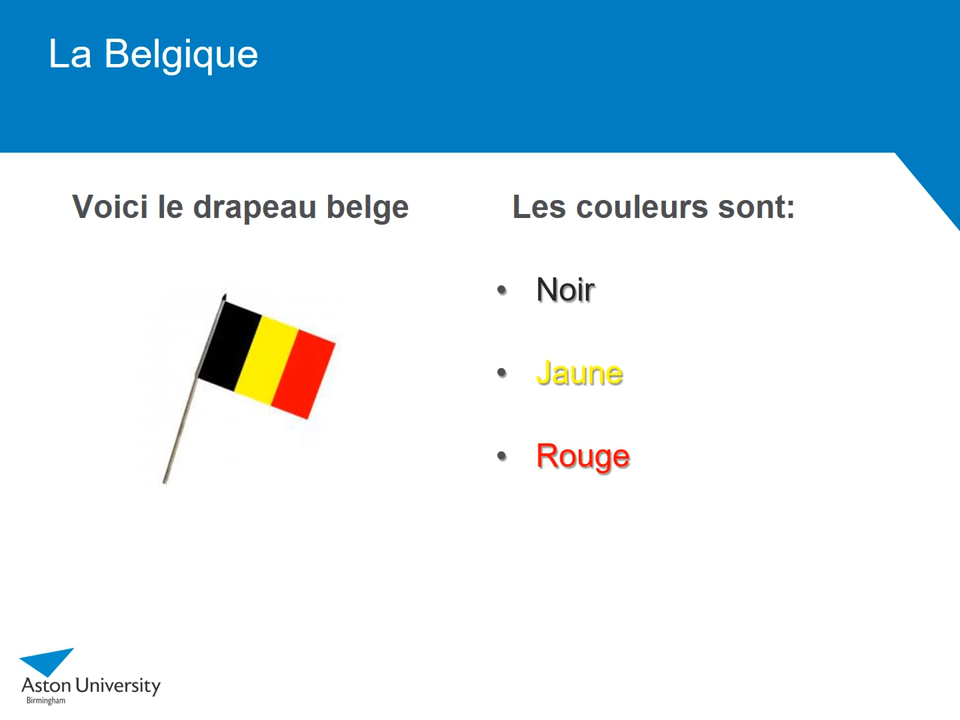 La Belgique
Voici le drapeau belge
Les couleurs sont:
• Noir
• Jaune
• Rouge
Aston University
Birmingham